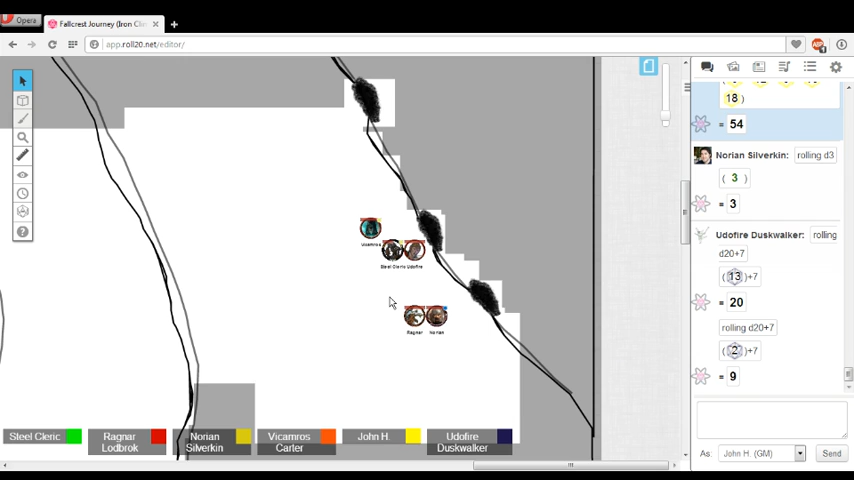 Opera
Fallcrest Journey (Iron Cir
app.roll20.net/editor/
18 )
= 54
Norian Silverkin: rolling d3
( 3 )
= 3
Udofire Duskwalker: rolling
d20+7
(13)+7
= 20
rolling d20+7
(2)+7
= 9
Vicamros
Steel Cleric Udofire
Ragnar Norian
Steel Cleric
Ragnar
Lodbrok
Norian
Silverkin
Vicamros
Carter
John H.
Udofire
Duskwalker
As: John H. (GM) Send